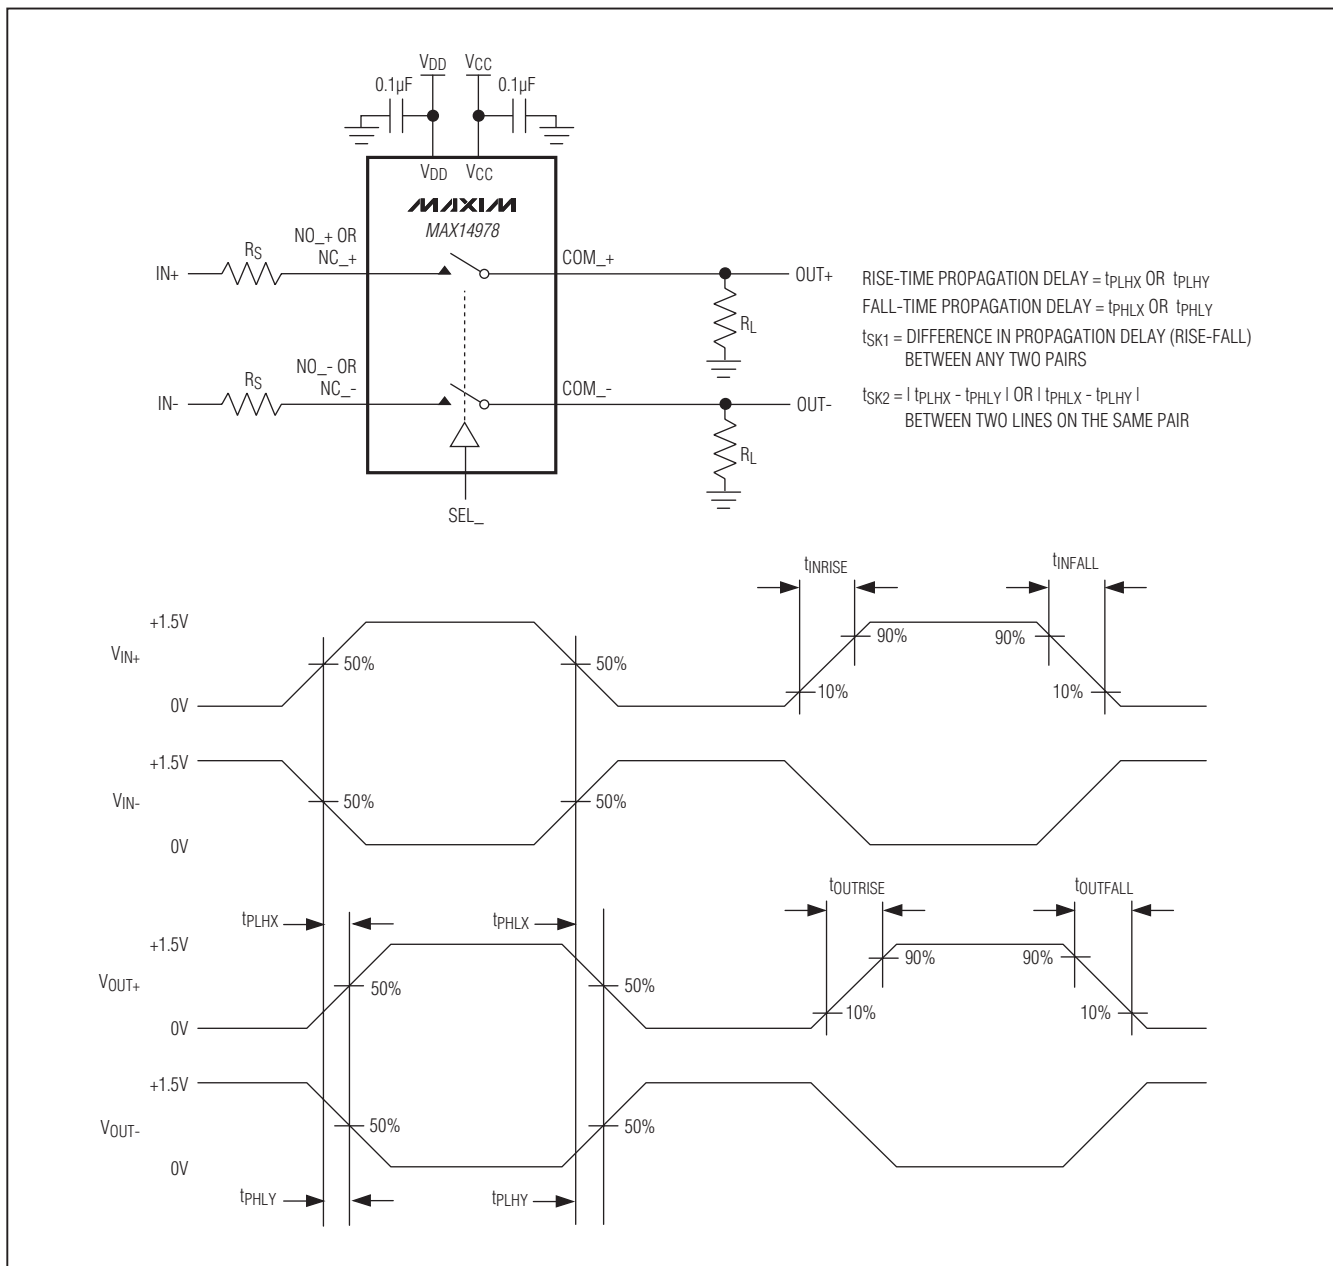 VDD VCC
0.1µF 0.1µF
VDD VCC
MAXIM
MAX14978
NO_+ OR
NC_+
RS
IN+
COM_+
OUT+
RL
NO_- OR
NC_-
RS
IN-
COM_-
OUT-
RL
SEL_
RISE-TIME PROPAGATION DELAY = tPLHX OR tPLHY
FALL-TIME PROPAGATION DELAY = tPHLX OR tPHLY
tSK1 = DIFFERENCE IN PROPAGATION DELAY (RISE-FALL)
BETWEEN ANY TWO PAIRS
tSK2 = | tPLHX - tPHLY | OR | tPHLX - tPLHY |
BETWEEN TWO LINES ON THE SAME PAIR
tINRISE tINFALL
+1.5V
VIN+
0V
50% 50% 90% 90%
10% 10%
+1.5V
VIN-
0V
50% 50%
tOUTRISE tOUTFALL
tPLHX tPHLX
+1.5V
VOUT+
0V
50% 50% 90% 90%
10% 10%
+1.5V
VOUT-
0V
50% 50%
tPHLY tPLHY